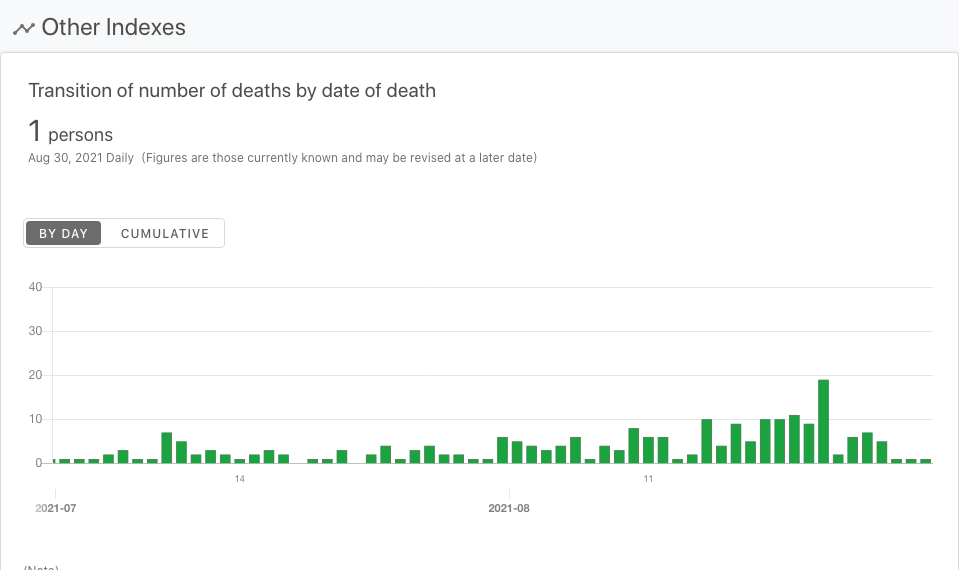 Other Indexes
Transition of number of deaths by date of death
1 persons
Aug 30, 2021 Daily (Figures are those currently known and may be revised at a later date)
BY DAY CUMULATIVE
40
30
20
10
0
14 11
2021-07 2021-08
(Note)